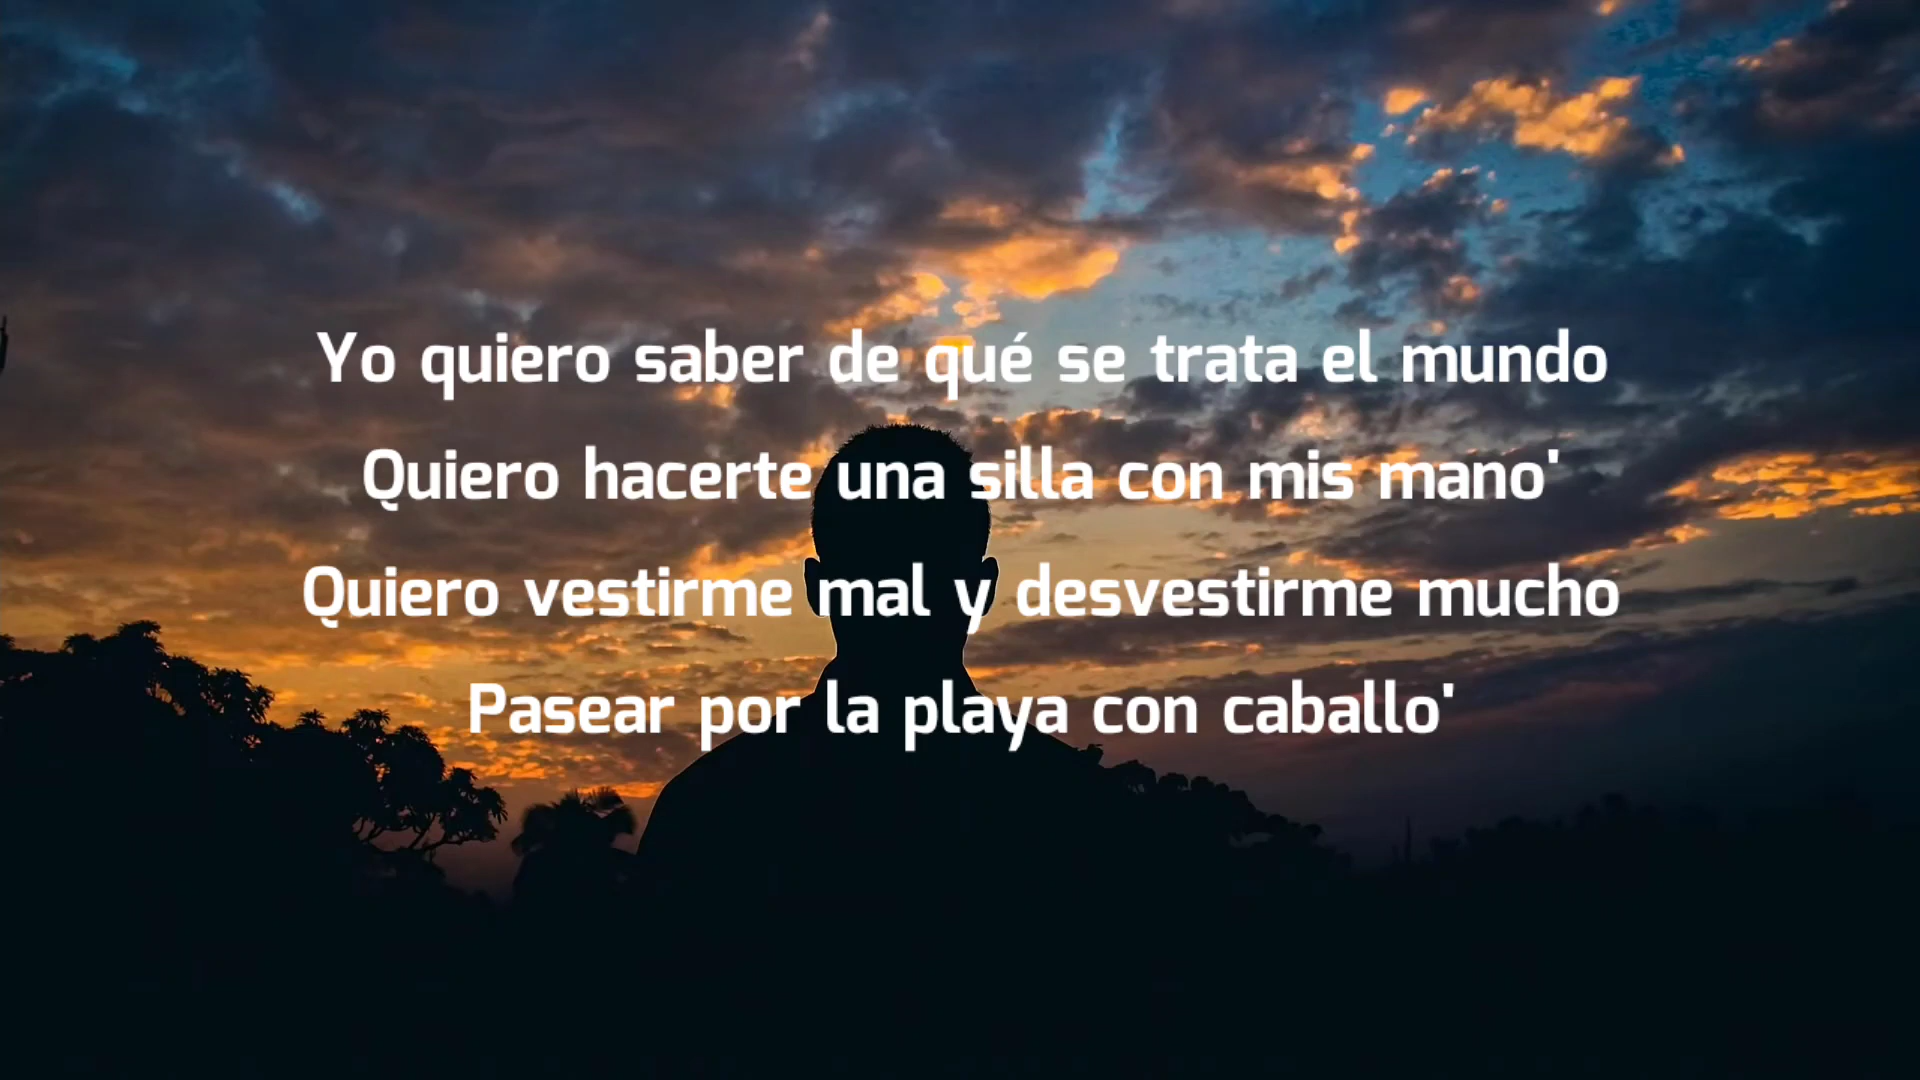 Yo quiero saber de qué se trata el mundo
Quiero hacerte una silla con mis mano'
Quiero vestirme mal y desvestirme mucho
Pasear por la playa con caballo'